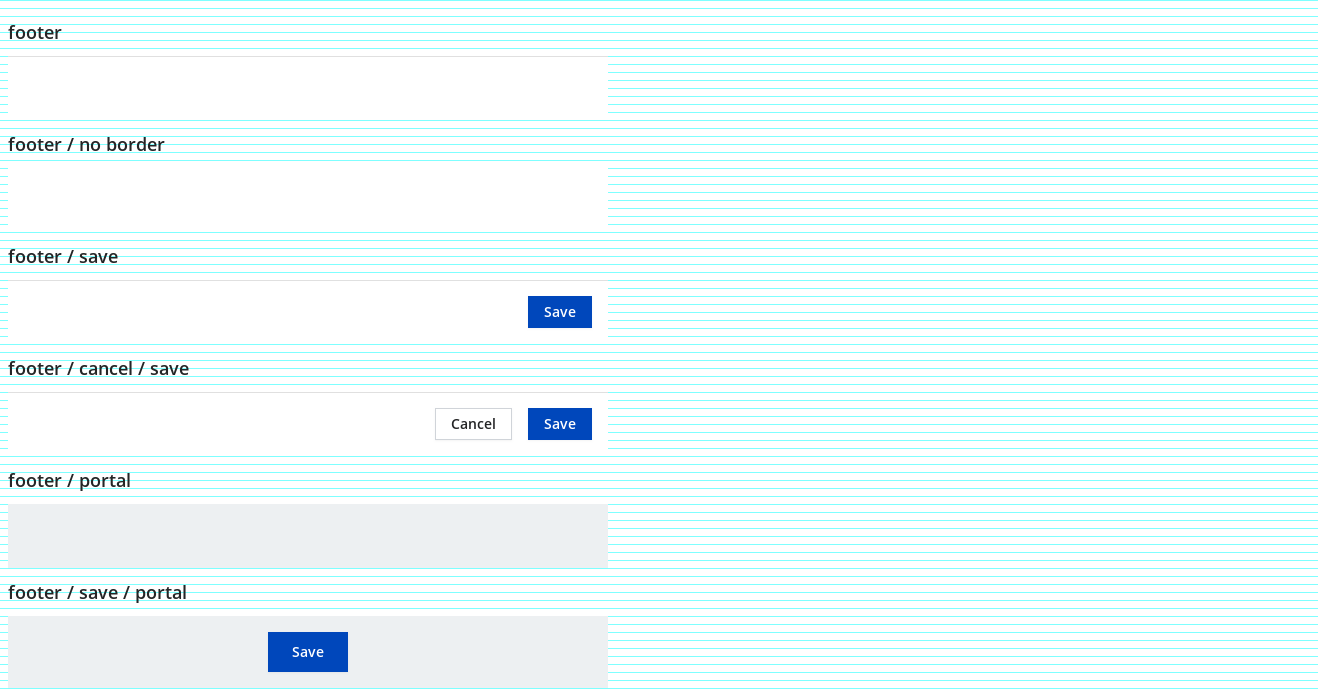 footer
footer / no border
footer / save
Save
footer / cancel / save
Cancel Save
footer / portal
footer / save / portal
Save